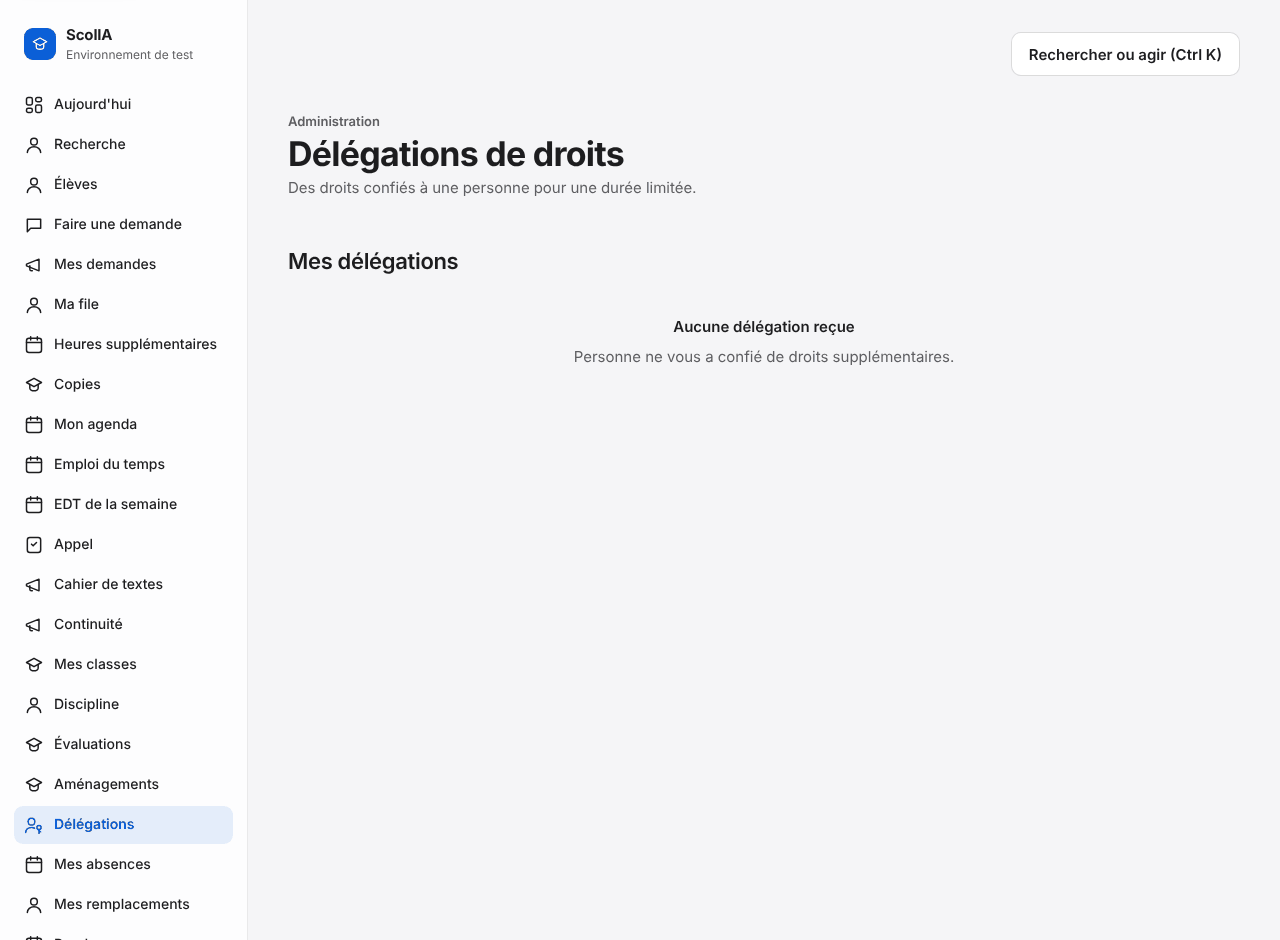 ScolIA
Environnement de test
Rechercher ou agir (Ctrl K)
Aujourd'hui
Recherche
Élèves
Faire une demande
Mes demandes
Ma file
Heures supplémentaires
Copies
Mon agenda
Emploi du temps
EDT de la semaine
Appel
Cahier de textes
Continuité
Mes classes
Discipline
Évaluations
Aménagements
Délégations
Mes absences
Mes remplacements
Administration
Délégations de droits
Des droits confiés à une personne pour une durée limitée.
Mes délégations
Aucune délégation reçue
Personne ne vous a confié de droits supplémentaires.